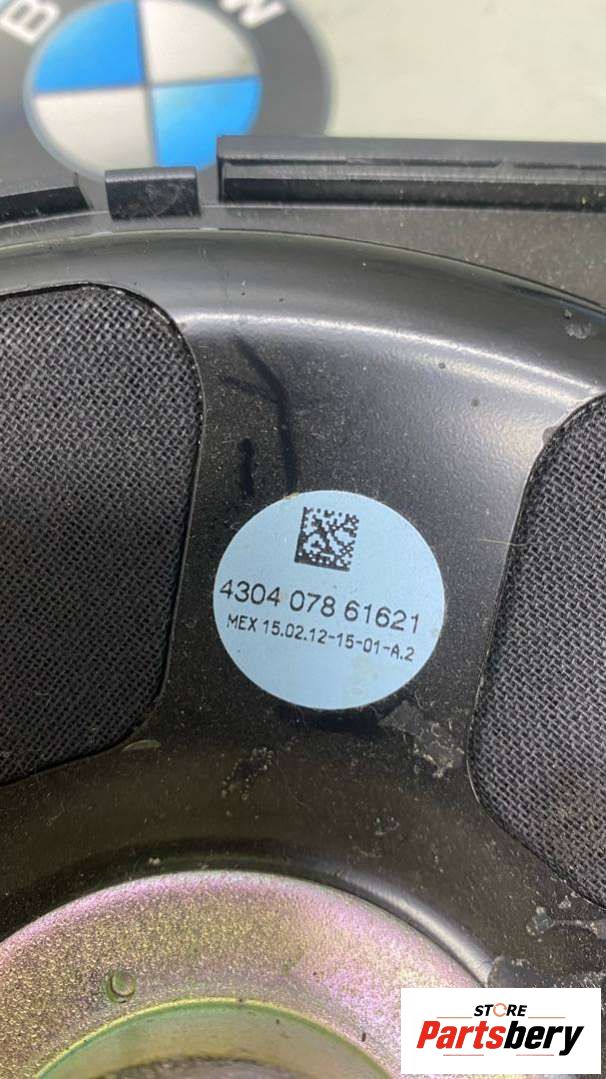 B W
4304 078 61621
MEX 15.02.12-15-01-A.2
STORE
Partsbery